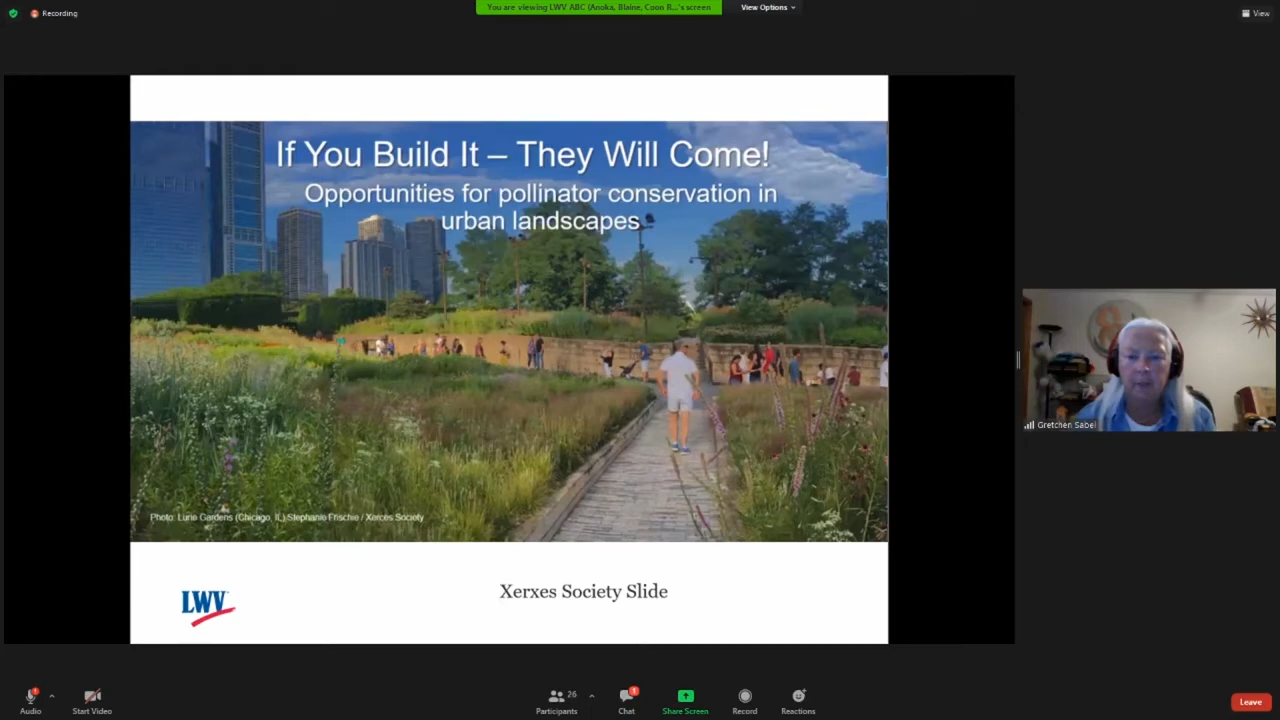 Recording
You are viewing LWV ABC (Anoka, Blaine, Coon R...'s screen
View Options
View
If You Build It – They Will Come!
Opportunities for pollinator conservation in
urban landscapes
Photo: Lurie Gardens (Chicago, IL) Stephanie Frischie / Xerces Society
LWV
Xerxes Society Slide
Gretchen Sabel
Audio
Start Video
Participants
26
Chat
3
Share Screen
Record
Reactions
Leave